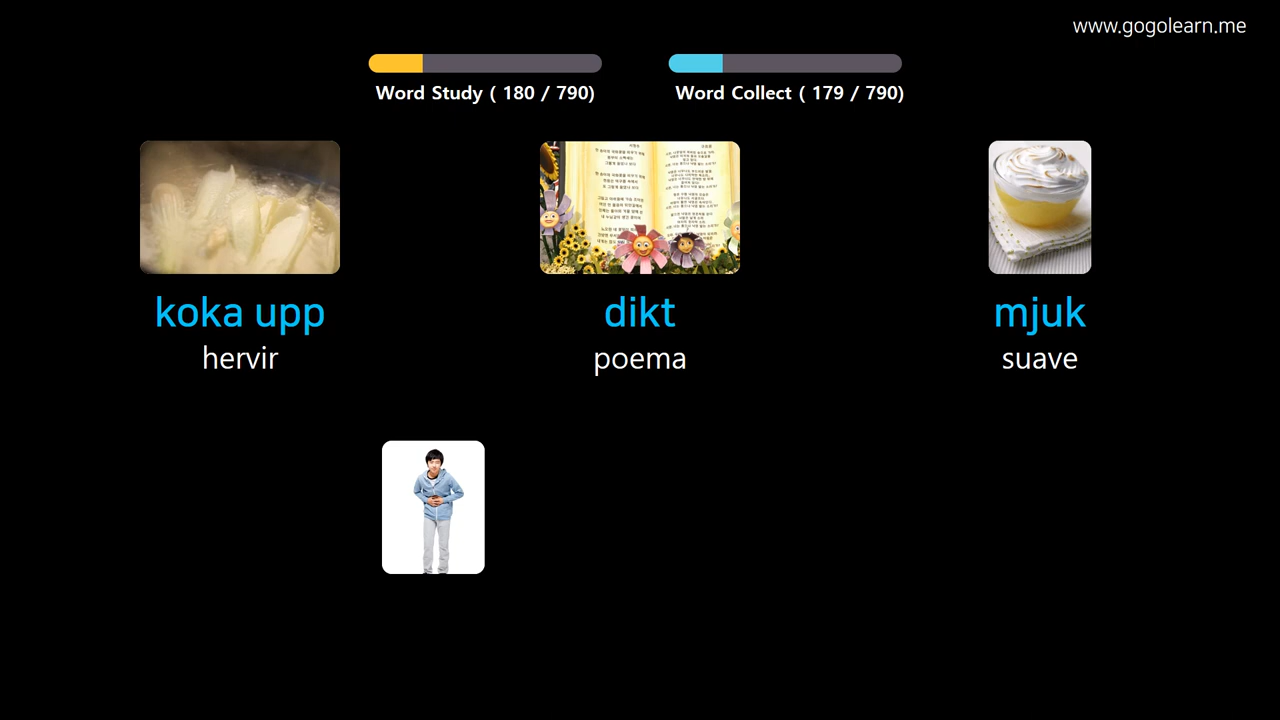 www.gogolearn.me
Word Study ( 180 / 790)
Word Collect ( 179 / 790)
koka upp
hervir
dikt
poema
mjuk
suave